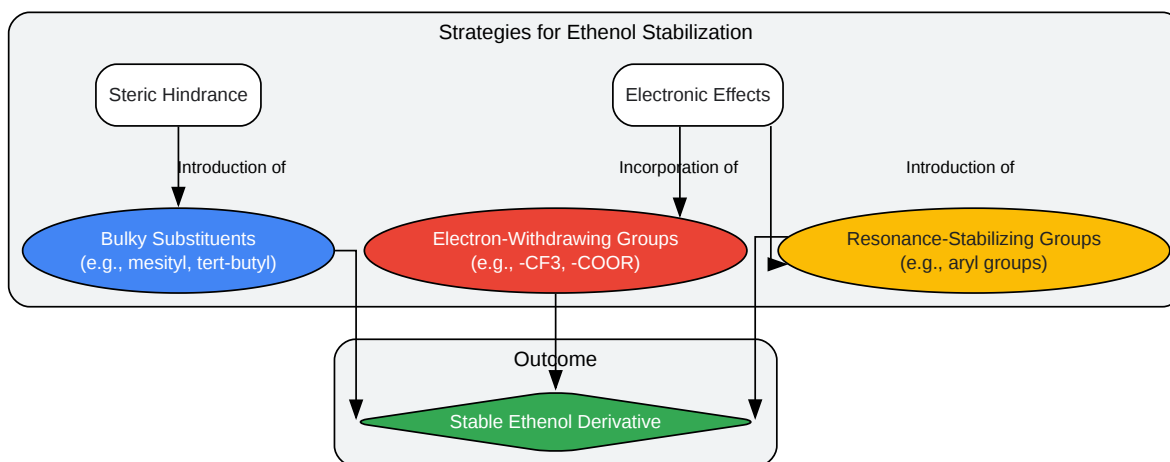 Strategies for Ethenol Stabilization
Steric Hindrance
Electronic Effects
Introduction of
Incorporation of
Introduction of
Bulky Substituents
(e.g., mesityl, tert-butyl)
Electron-Withdrawing Groups
(e.g., -CF3, -COOR)
Resonance-Stabilizing Groups
(e.g., aryl groups)
Outcome
Stable Ethenol Derivative